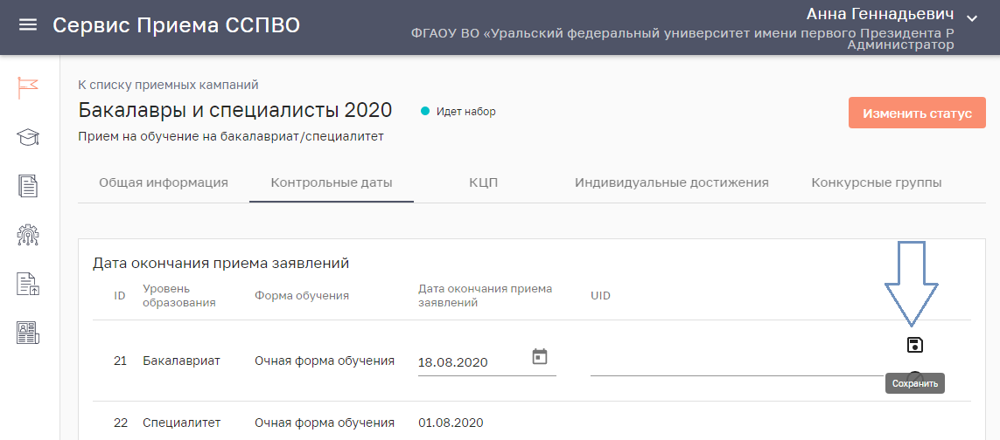 Сервис Приема ССПВО
Анна Геннадьевич
ФГАОУ ВО «Уральский федеральный университет имени первого Президента Р
Администратор
К списку приемных кампаний
Бакалавры и специалисты 2020
Идет набор
Изменить статус
Прием на обучение на бакалавриат/специалитет
Общая информация
Контрольные даты
КЦП
Индивидуальные достижения
Конкурсные группы
Дата окончания приема заявлений
ID
Уровень
образования
Форма обучения
Дата окончания приема
заявлений
UID
21 Бакалавриат Очная форма обучения 18.08.2020
Сохранить
22 Специалитет Очная форма обучения 01.08.2020